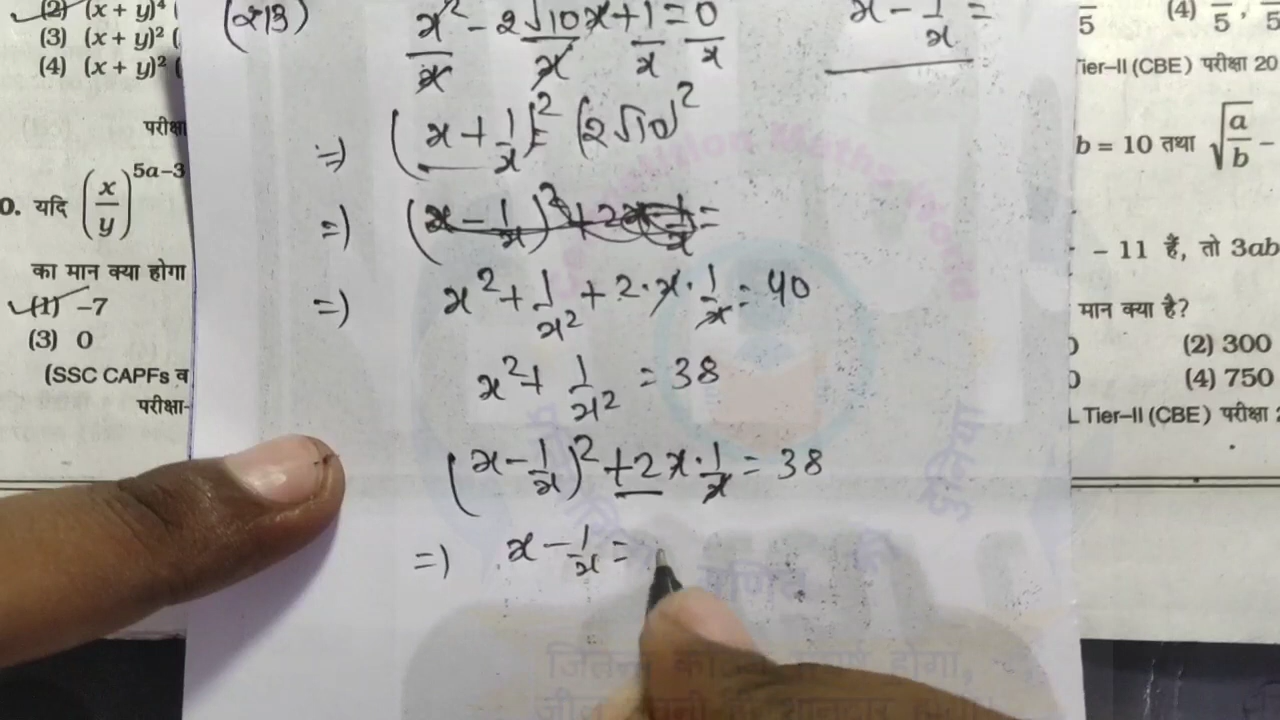 (2) (x + y)⁴ (
(3) (x + y)² (
(4) (x + y)² (
परीक्षा
0. यदि (x/y)^5a–3
का मान क्या होगा
(1) –7
(3) 0
(SSC CAPFs व
परीक्षा-
(213)
x²/x - 2√10x/x + 1/x = 0/x
x - 1/x =
⇒) (x + 1/x)² = (2√10)²
⇒) (x - 1/x)² + 2x·1/x =
⇒) x² + 1/x² + 2·x·1/x = 40
x² + 1/x² = 38
(x - 1/x)² + 2x·1/x = 38
⇒) x - 1/x =
गणित
होगा,
5 (4) 5, 5
Tier–II (CBE) परीक्षा 20
b = 10 तथा √a/b –
– 11 हैं, तो 3ab
मान क्या है?
(2) 300
(4) 750
L Tier–II (CBE) परीक्षा 2